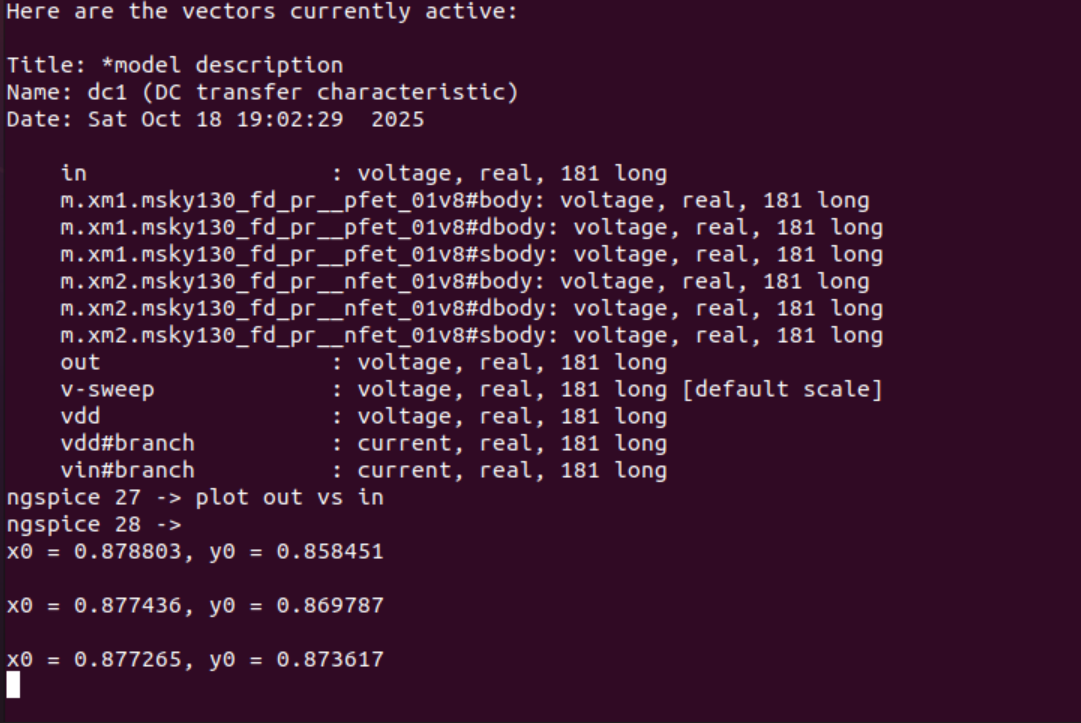 Here are the vectors currently active:
Title: *model description
Name: dc1 (DC transfer characteristic)
Date: Sat Oct 18 19:02:29  2025
in                  : voltage, real, 181 long
m.xm1.msky130_fd_pr__pfet_01v8#body: voltage, real, 181 long
m.xm1.msky130_fd_pr__pfet_01v8#dbody: voltage, real, 181 long
m.xm1.msky130_fd_pr__pfet_01v8#sbody: voltage, real, 181 long
m.xm2.msky130_fd_pr__nfet_01v8#body: voltage, real, 181 long
m.xm2.msky130_fd_pr__nfet_01v8#dbody: voltage, real, 181 long
m.xm2.msky130_fd_pr__nfet_01v8#sbody: voltage, real, 181 long
out                 : voltage, real, 181 long
v-sweep             : voltage, real, 181 long [default scale]
vdd                 : voltage, real, 181 long
vdd#branch          : current, real, 181 long
vin#branch          : current, real, 181 long
ngspice 27 -> plot out vs in
ngspice 28 ->
x0 = 0.878803, y0 = 0.858451
x0 = 0.877436, y0 = 0.869787
x0 = 0.877265, y0 = 0.873617